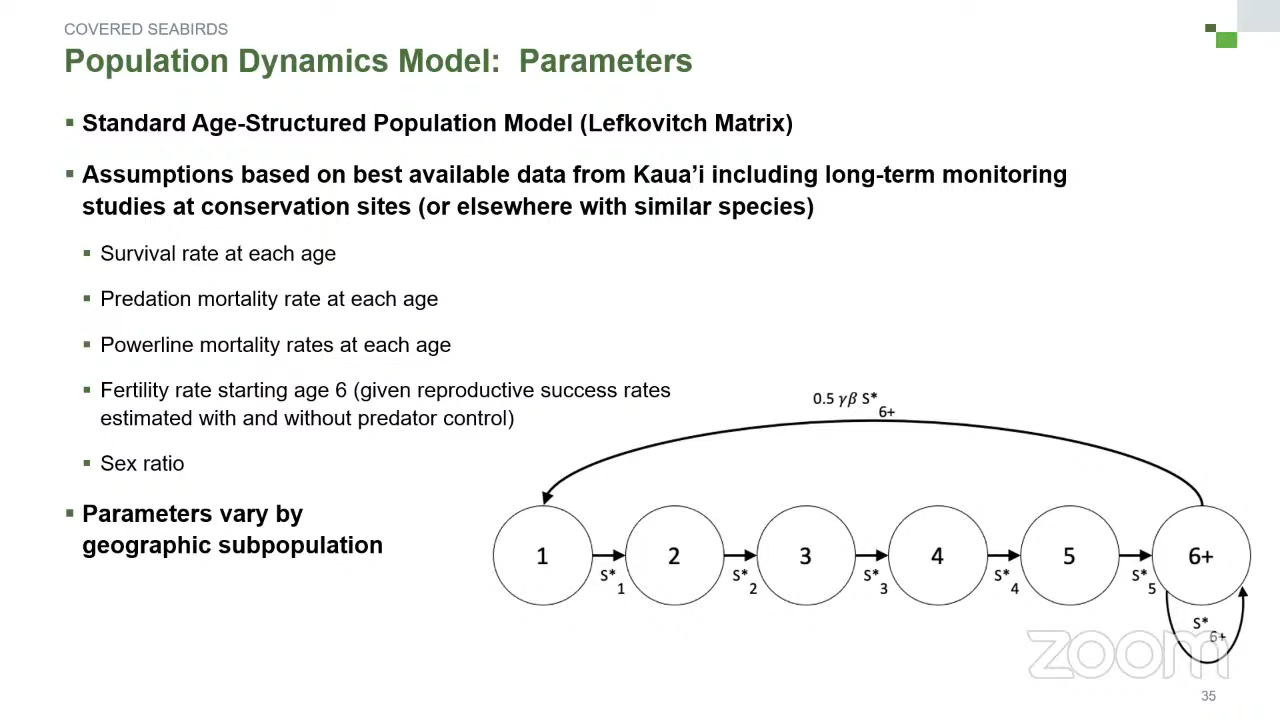 COVERED SEABIRDS
Population Dynamics Model:  Parameters
▪ Standard Age-Structured Population Model (Lefkovitch Matrix)
▪ Assumptions based on best available data from Kaua’i including long-term monitoring
studies at conservation sites (or elsewhere with similar species)
▪ Survival rate at each age
▪ Predation mortality rate at each age
▪ Powerline mortality rates at each age
▪ Fertility rate starting age 6 (given reproductive success rates
estimated with and without predator control)
▪ Sex ratio
▪ Parameters vary by
geographic subpopulation
0.5 γβ S*6+
1 2 3 4 5 6+
S*1 S*2 S*3 S*4 S*5
S*6+
zoom
35